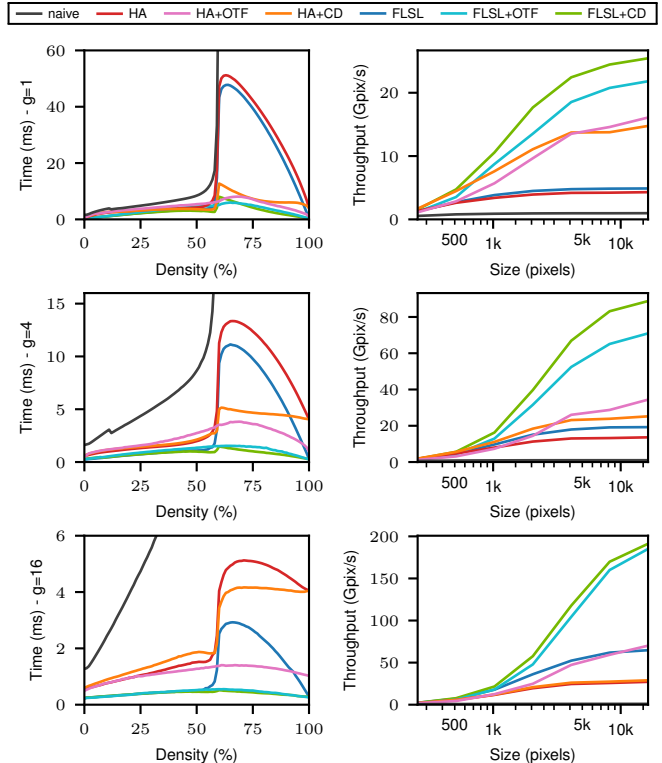 naive HA HA+OTF HA+CD FLSL FLSL+OTF FLSL+CD
Time (ms) - g=1
60
40
20
0
0 25 50 75 100
Density (%)
Throughput (Gpix/s)
20
10
0
500 1k 5k 10k
Size (pixels)
Time (ms) - g=4
15
10
5
0
0 25 50 75 100
Density (%)
Throughput (Gpix/s)
80
60
40
20
0
500 1k 5k 10k
Size (pixels)
Time (ms) - g=16
6
4
2
0
0 25 50 75 100
Density (%)
Throughput (Gpix/s)
200
150
100
50
0
500 1k 5k 10k
Size (pixels)